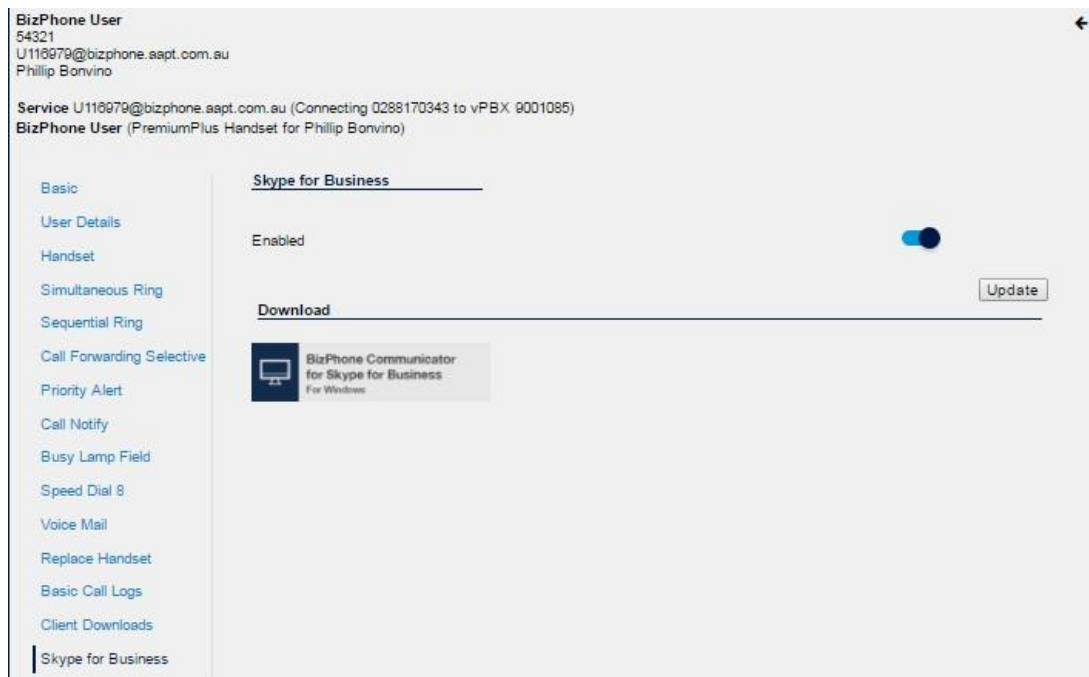 BizPhone User
54321
U116979@bizphone.aapt.com.au
Phillip Bonvino
Service U116979@bizphone.aapt.com.au (Connecting 0288170343 to vPBX 9001085)
BizPhone User (PremiumPlus Handset for Phillip Bonvino)
Basic
User Details
Handset
Simultaneous Ring
Sequential Ring
Call Forwarding Selective
Priority Alert
Call Notify
Busy Lamp Field
Speed Dial 8
Voice Mail
Replace Handset
Basic Call Logs
Client Downloads
Skype for Business
Skype for Business
Enabled
Update
Download
BizPhone Communicator
for Skype for Business
For Windows